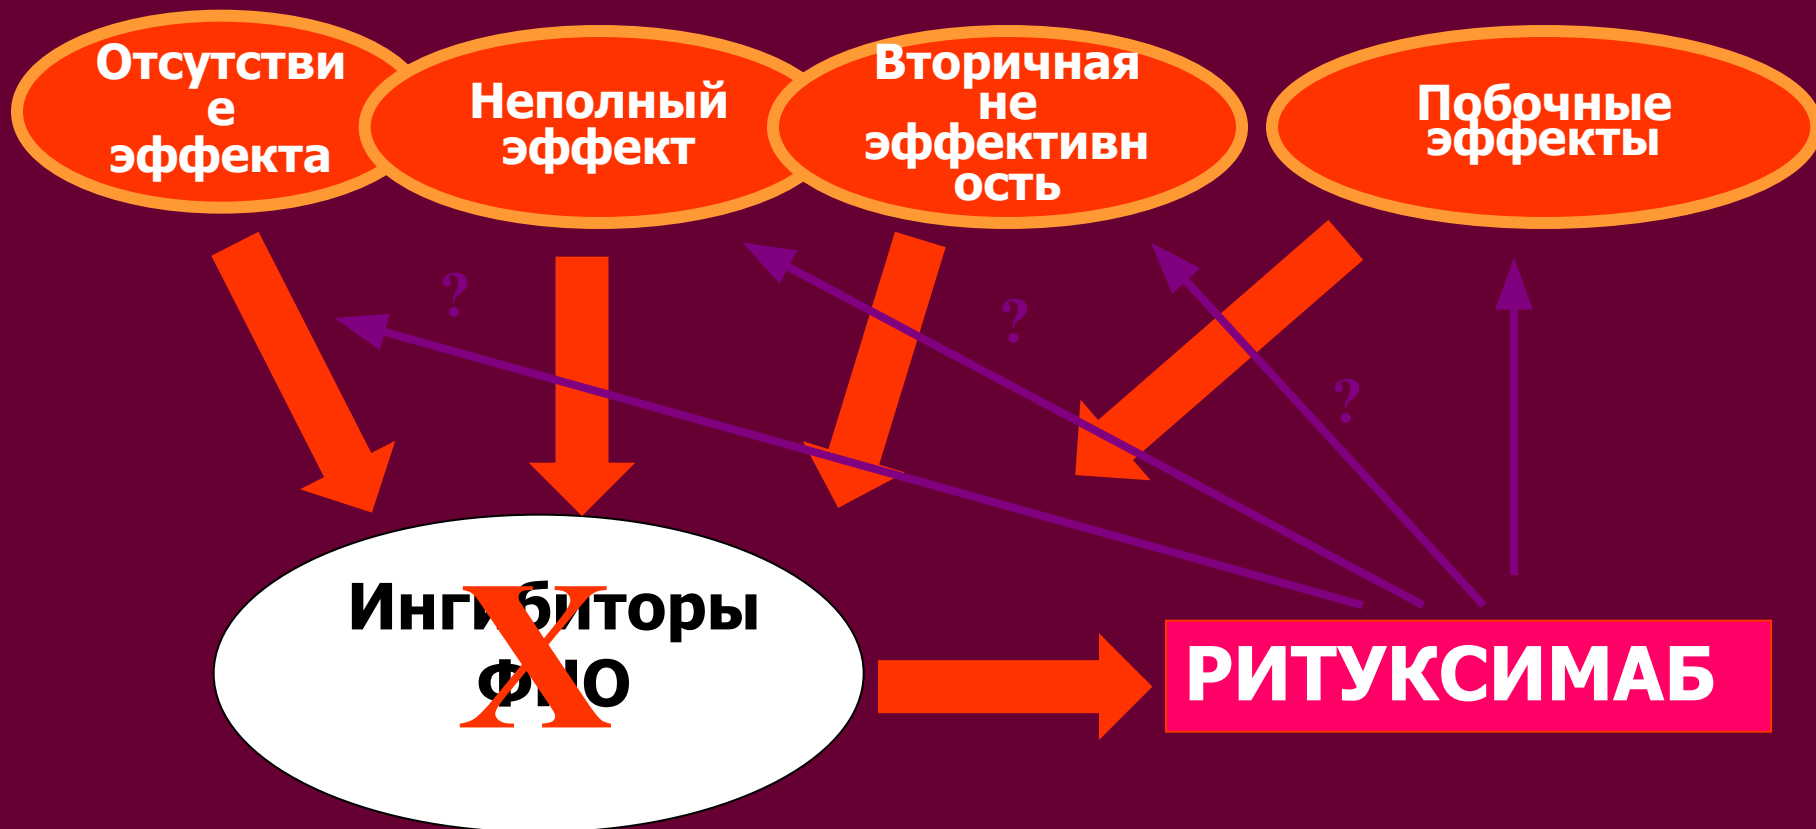 Отсутстви
е
эффекта
Неполный
эффект
Вторичная
не
эффективн
ость
Побочные
эффекты
?
?
?
Ингибиторы
ФНО
X
РИТУКСИМАБ